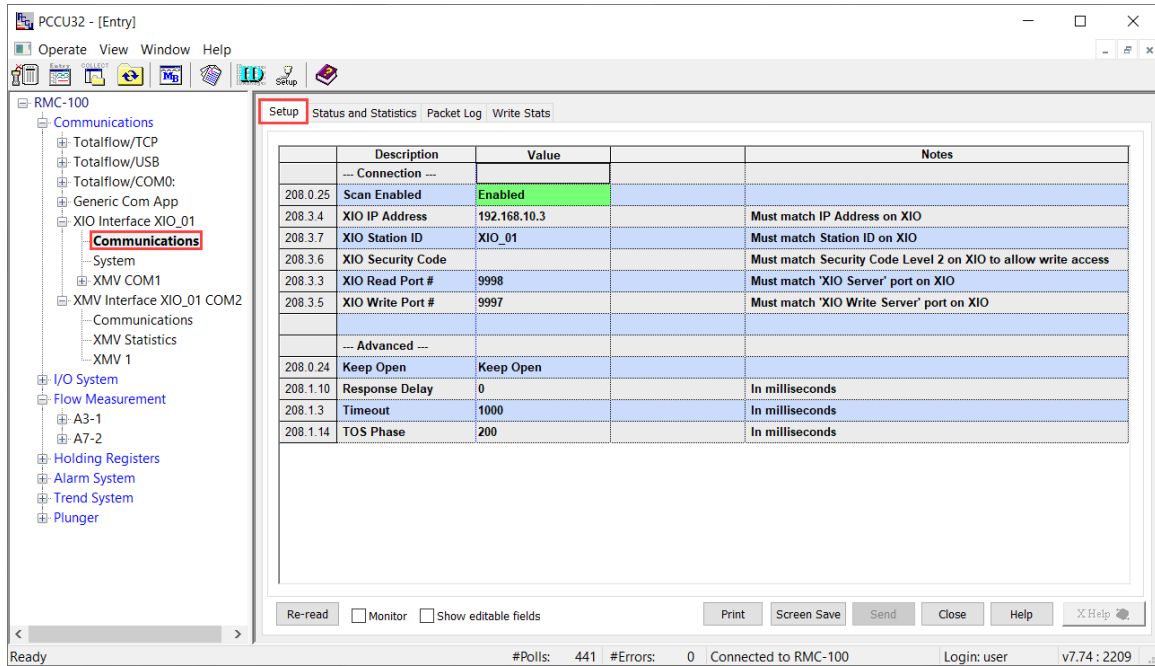 PCCU32 - [Entry]
Operate View Window Help
Entry COLLECT MB ID Setup
RMC-100
Communications
Totalflow/TCP
Totalflow/USB
Totalflow/COM0:
Generic Com App
XIO Interface XIO_01
Communications
System
XMV COM1
XMV Interface XIO_01 COM2
Communications
XMV Statistics
XMV 1
I/O System
Flow Measurement
A3-1
A7-2
Holding Registers
Alarm System
Trend System
Plunger
Setup Status and Statistics Packet Log Write Stats
Description Value Notes
--- Connection ---
208.0.25 Scan Enabled Enabled
208.3.4 XIO IP Address 192.168.10.3 Must match IP Address on XIO
208.3.7 XIO Station ID XIO_01 Must match Station ID on XIO
208.3.6 XIO Security Code Must match Security Code Level 2 on XIO to allow write access
208.3.3 XIO Read Port # 9998 Must match 'XIO Server' port on XIO
208.3.5 XIO Write Port # 9997 Must match 'XIO Write Server' port on XIO
--- Advanced ---
208.0.24 Keep Open Keep Open
208.1.10 Response Delay 0 In milliseconds
208.1.3 Timeout 1000 In milliseconds
208.1.14 TOS Phase 200 In milliseconds
Re-read Monitor Show editable fields Print Screen Save Send Close Help X Help
Ready #Polls: 441 #Errors: 0 Connected to RMC-100 Login: user v7.74 : 2209